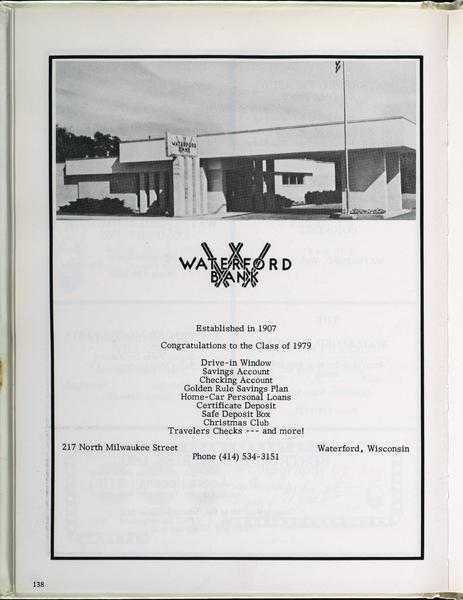 WATERFORD
BANK
WATERFORD
BANK
Established in 1907
Congratulations to the Class of 1979
Drive-in Window
Savings Account
Checking Account
Golden Rule Savings Plan
Home-Car Personal Loans
Certificate Deposit
Safe Deposit Box
Christmas Club
Travelers Checks --- and more!
217 North Milwaukee Street Waterford, Wisconsin
Phone (414) 534-3151
138